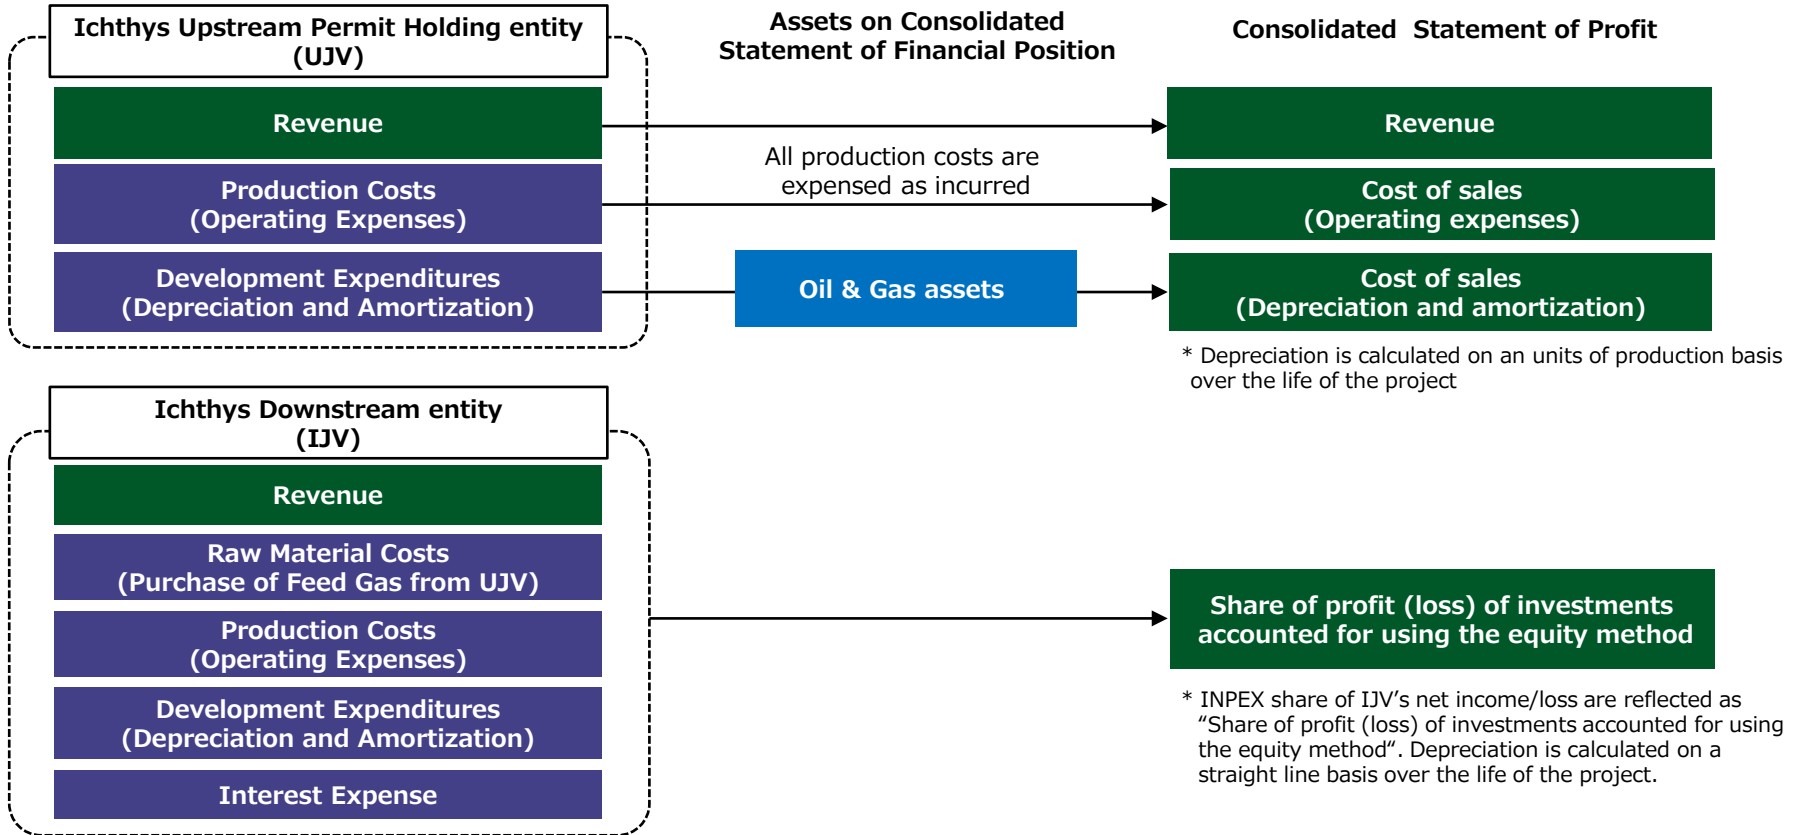 Ichthys Upstream Permit Holding entity
(UJV)
Assets on Consolidated
Statement of Financial Position
Consolidated  Statement of Profit
Revenue
Revenue
All production costs are
expensed as incurred
Production Costs
(Operating Expenses)
Cost of sales
(Operating expenses)
Development Expenditures
(Depreciation and Amortization)
Oil & Gas assets
Cost of sales
(Depreciation and amortization)
* Depreciation is calculated on an units of production basis
over the life of the project
Ichthys Downstream entity
(IJV)
Revenue
Raw Material Costs
(Purchase of Feed Gas from UJV)
Production Costs
(Operating Expenses)
Development Expenditures
(Depreciation and Amortization)
Interest Expense
Share of profit (loss) of investments
accounted for using the equity method
* INPEX share of IJV’s net income/loss are reflected as
“Share of profit (loss) of investments accounted for using
the equity method“. Depreciation is calculated on a
straight line basis over the life of the project.